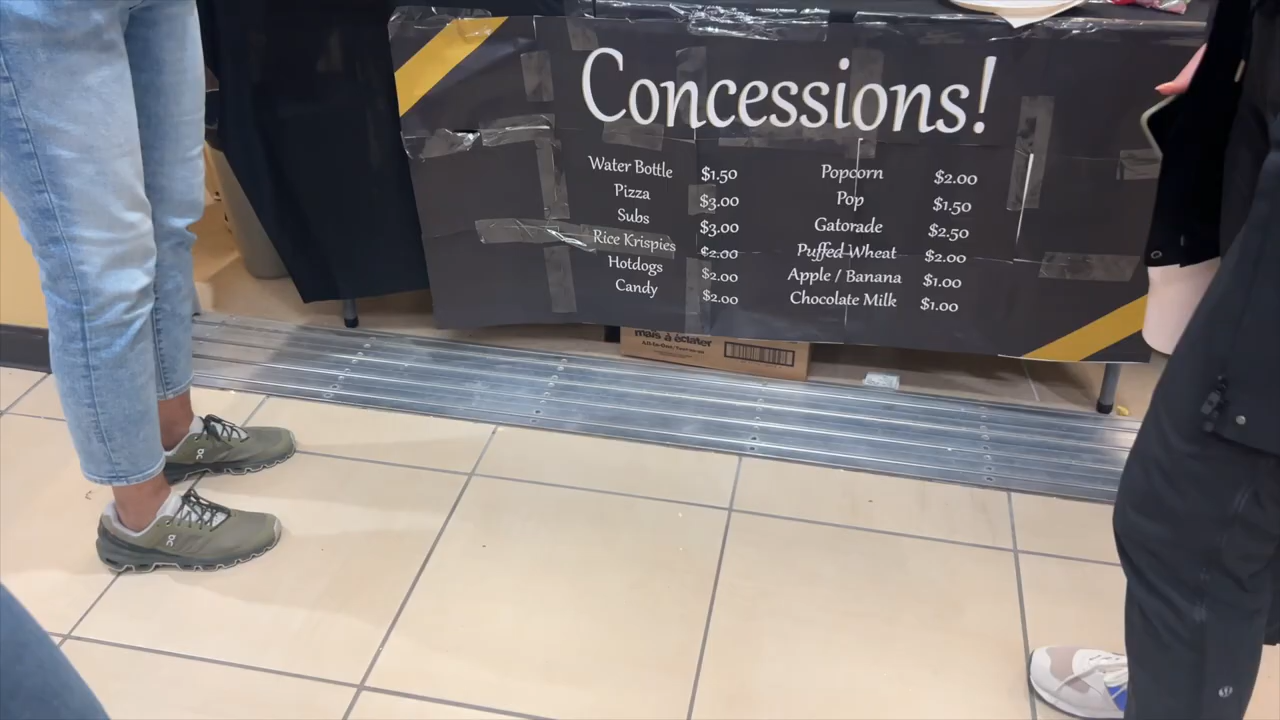 Concessions!
Water Bottle $1.50
Pizza $3.00
Subs $3.00
Rice Krispies $2.00
Hotdogs $2.00
Candy $2.00
Popcorn $2.00
Pop $1.50
Gatorade $2.50
Puffed Wheat $2.00
Apple / Banana $1.00
Chocolate Milk $1.00
maïs à éclater